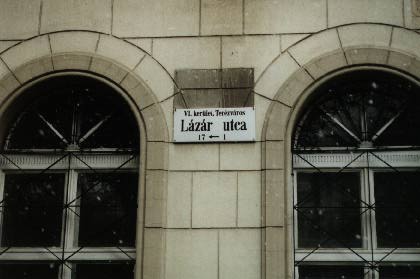 VI. kerület, Terézváros
Lázár utca
17 ← 1